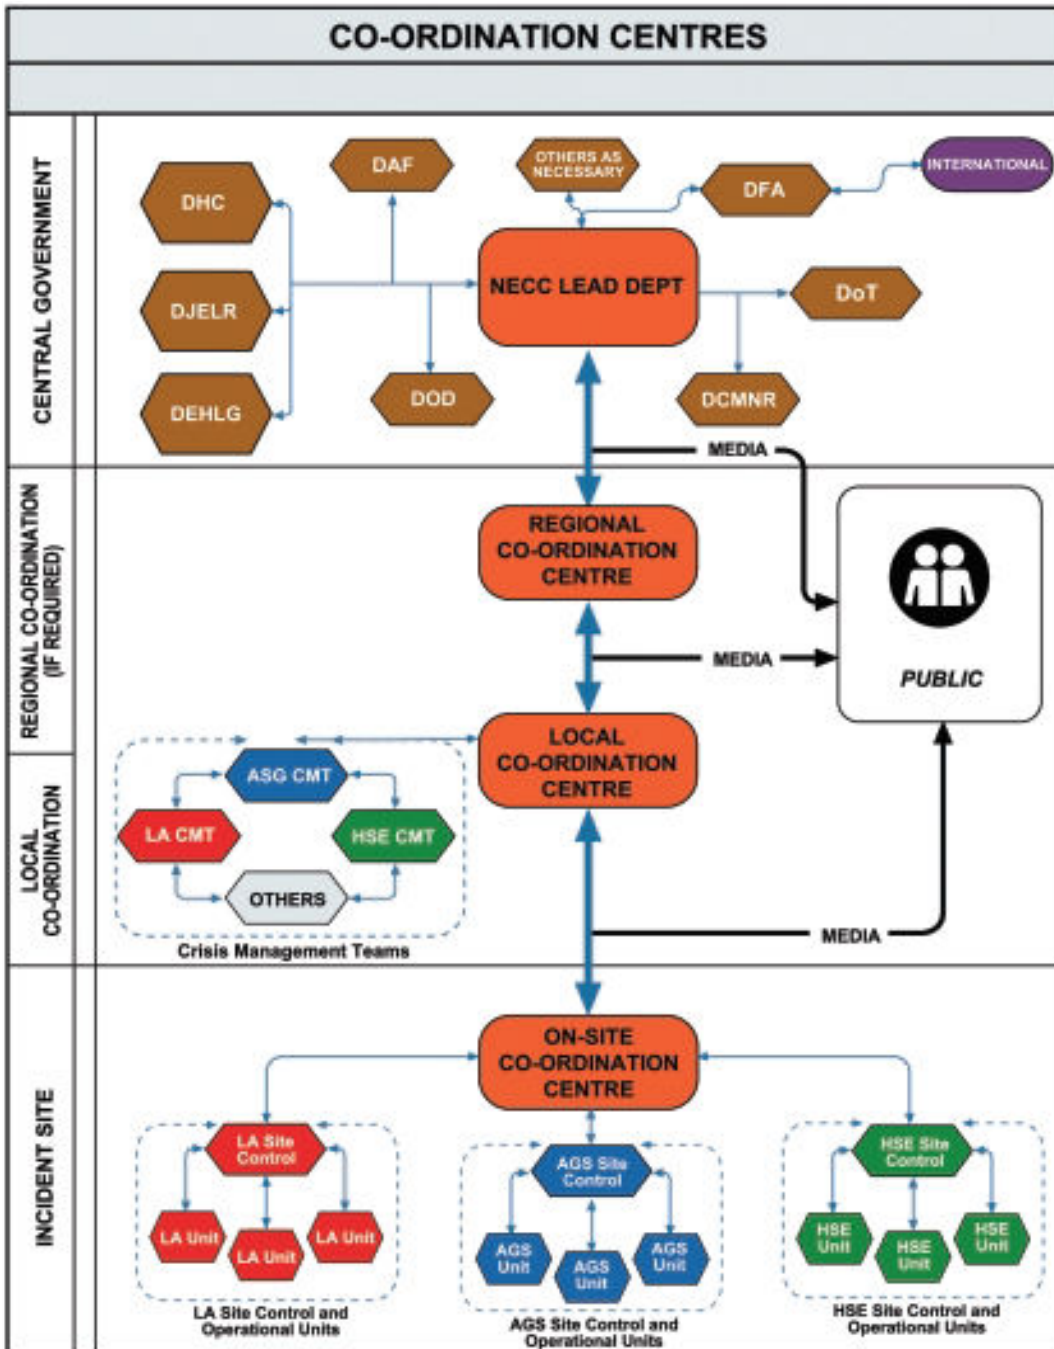 CO-ORDINATION CENTRES
CENTRAL GOVERNMENT
DHC
DAF
OTHERS AS
NECESSARY
DFA
INTERNATIONAL
DJELR
NECC LEAD DEPT
DoT
DEHLG
DOD
DCMNR
MEDIA
REGIONAL CO-ORDINATION
(IF REQUIRED)
REGIONAL
CO-ORDINATION
CENTRE
MEDIA
PUBLIC
LOCAL
CO-ORDINATION
LOCAL
CO-ORDINATION
CENTRE
ASG CMT
LA CMT
HSE CMT
OTHERS
Crisis Management Teams
MEDIA
INCIDENT SITE
ON-SITE
CO-ORDINATION
CENTRE
LA Site
Control
LA Unit
LA Unit
LA Unit
LA Site Control and
Operational Units
AGS Site
Control
AGS
Unit
AGS
Unit
AGS
Unit
AGS Site Control and
Operational Units
HSE Site
Control
HSE
Unit
HSE
Unit
HSE
Unit
HSE Site Control and
Operational Units